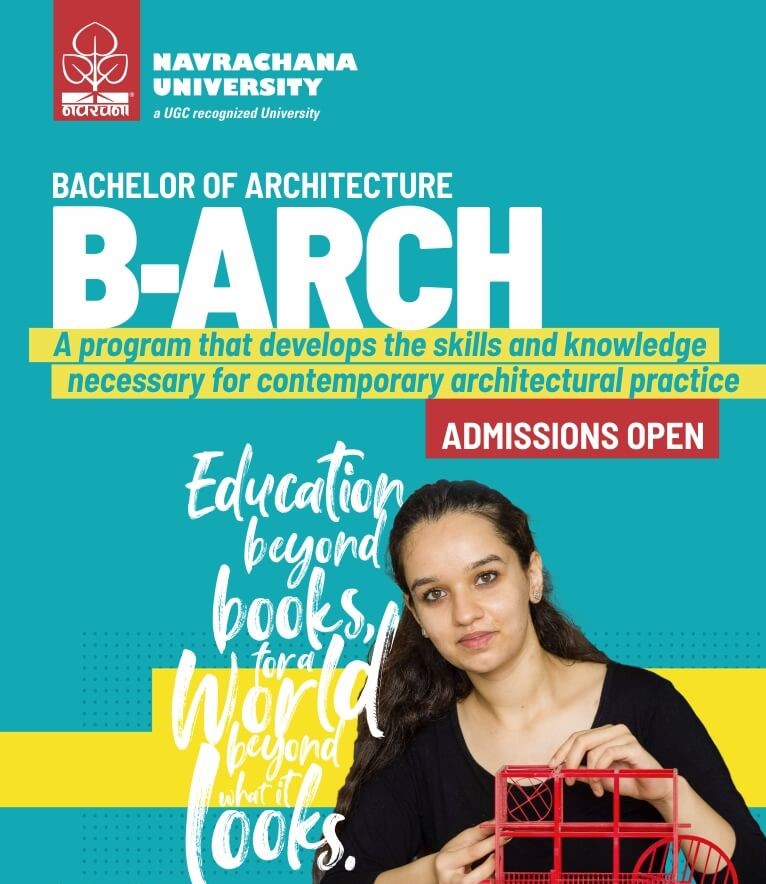 नवरचना
NAVRACHANA
UNIVERSITY
a UGC recognized University
BACHELOR OF ARCHITECTURE
B-ARCH
A program that develops the skills and knowledge
necessary for contemporary architectural practice
ADMISSIONS OPEN
Education
beyond
books,
for a
World
beyond
what it
looks.